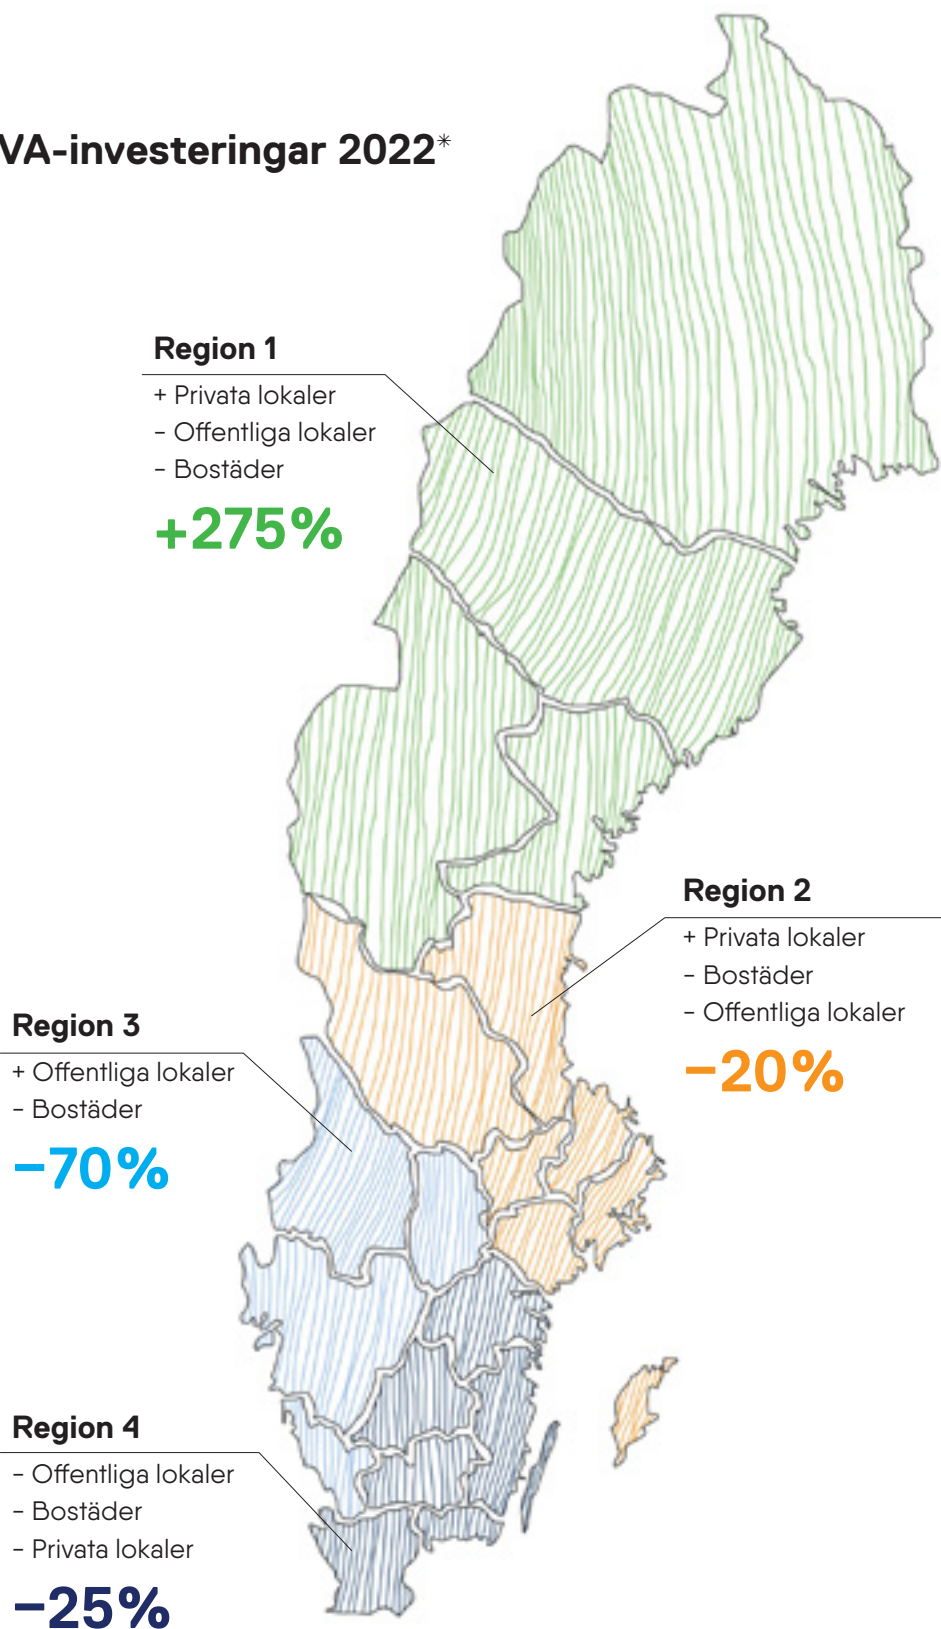 VA-investeringar 2022*
Region 1
+ Privata lokaler
- Offentliga lokaler
- Bostäder
+275%
Region 2
+ Privata lokaler
- Bostäder
- Offentliga lokaler
−20%
Region 3
+ Offentliga lokaler
- Bostäder
−70%
Region 4
- Offentliga lokaler
- Bostäder
- Privata lokaler
−25%